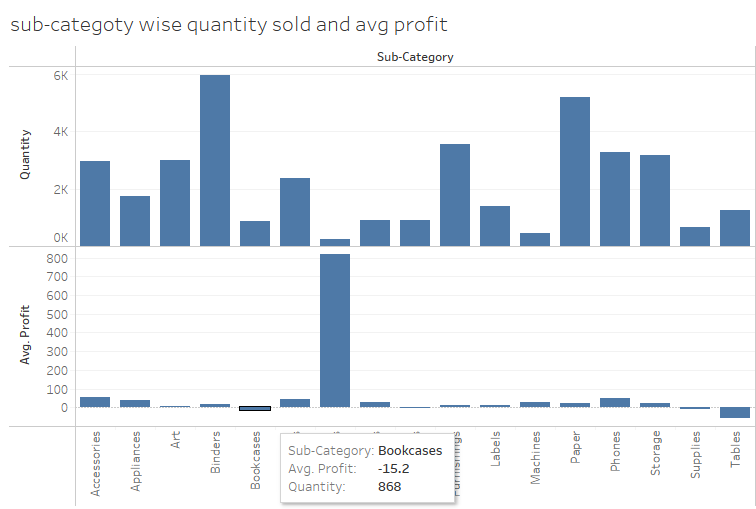 sub-categoty wise quantity sold and avg profit
Sub-Category
Quantity
6K
4K
2K
0K
Avg. Profit
800
700
600
500
400
300
200
100
0
Accessories
Appliances
Art
Binders
Bookcases
Furnishings
Labels
Machines
Paper
Phones
Storage
Supplies
Tables
Sub-Category: Bookcases
Avg. Profit: -15.2
Quantity: 868